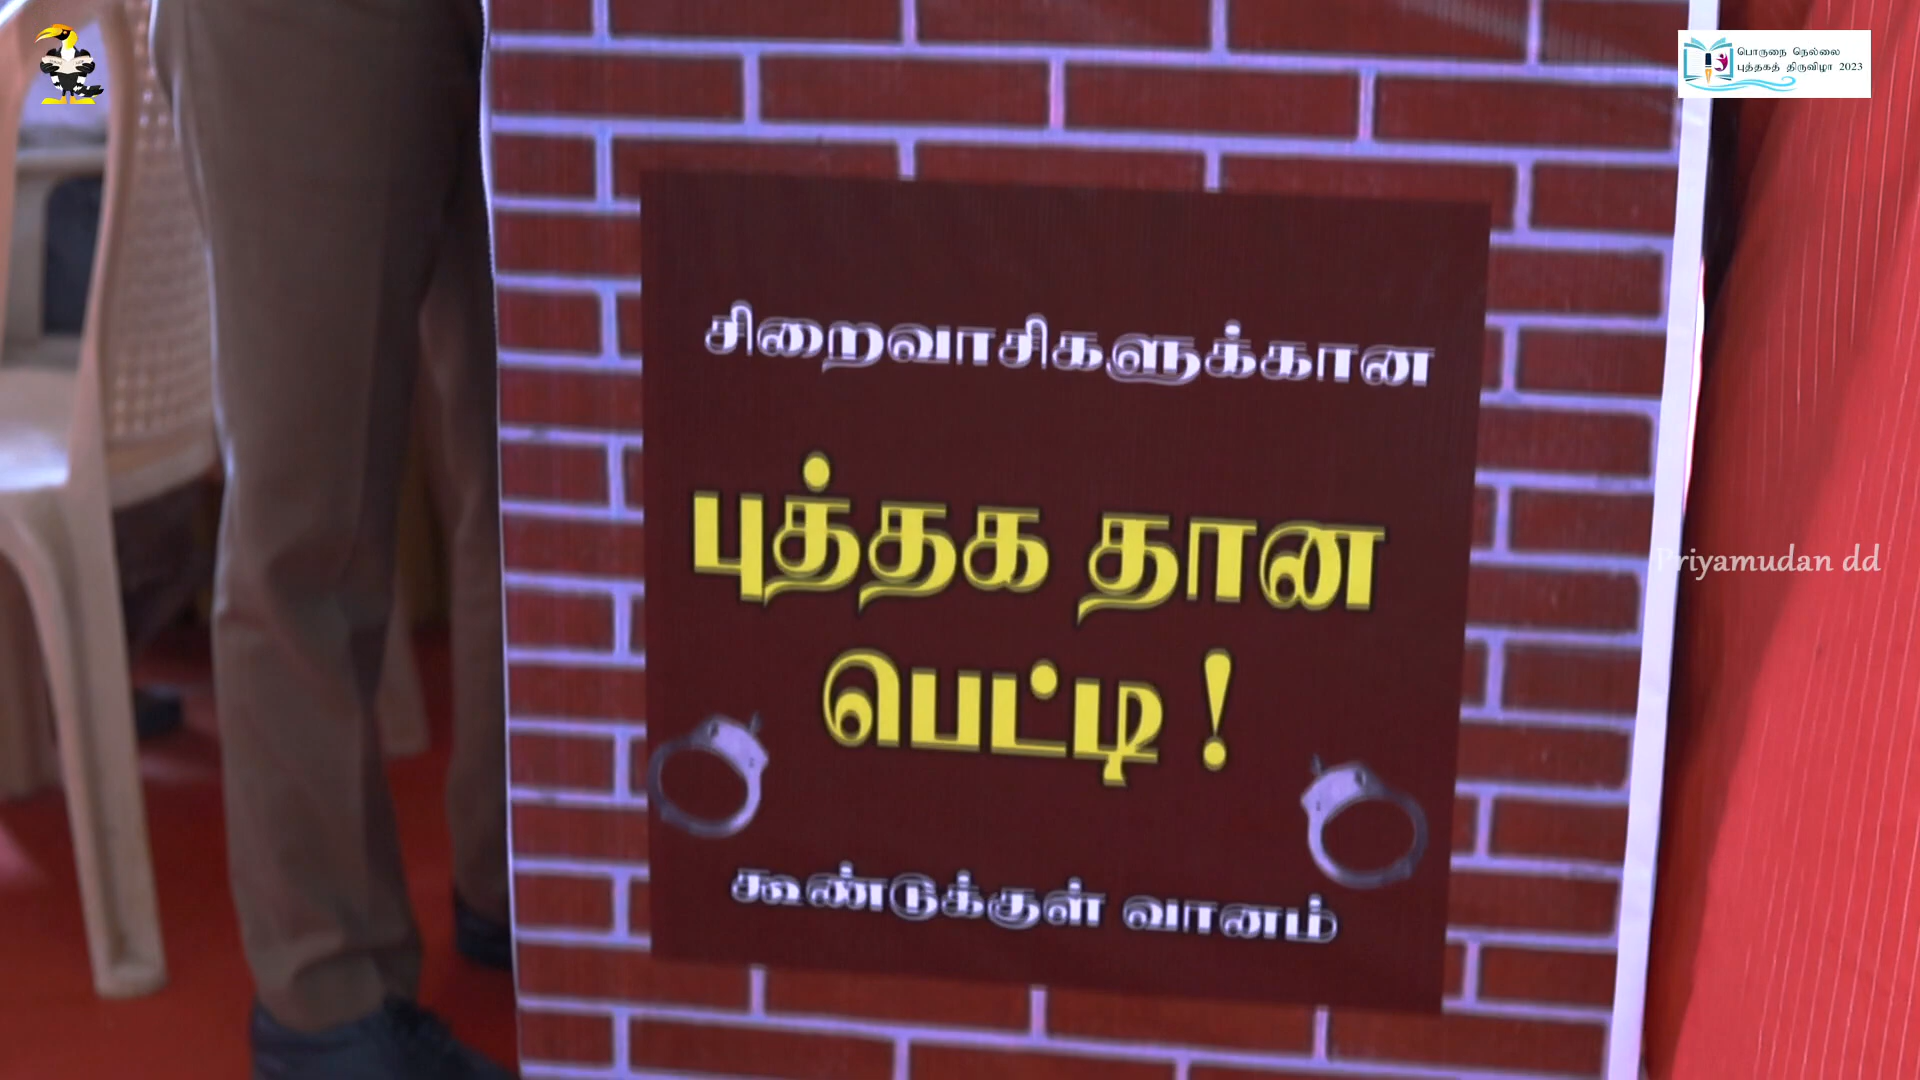 பொருநை நெல்லை
புத்தகத் திருவிழா 2023
சிறைவாசிகளுக்கான
புத்தக தான
பெட்டி !
கூண்டுக்குள் வானம்
Priyamudan dd